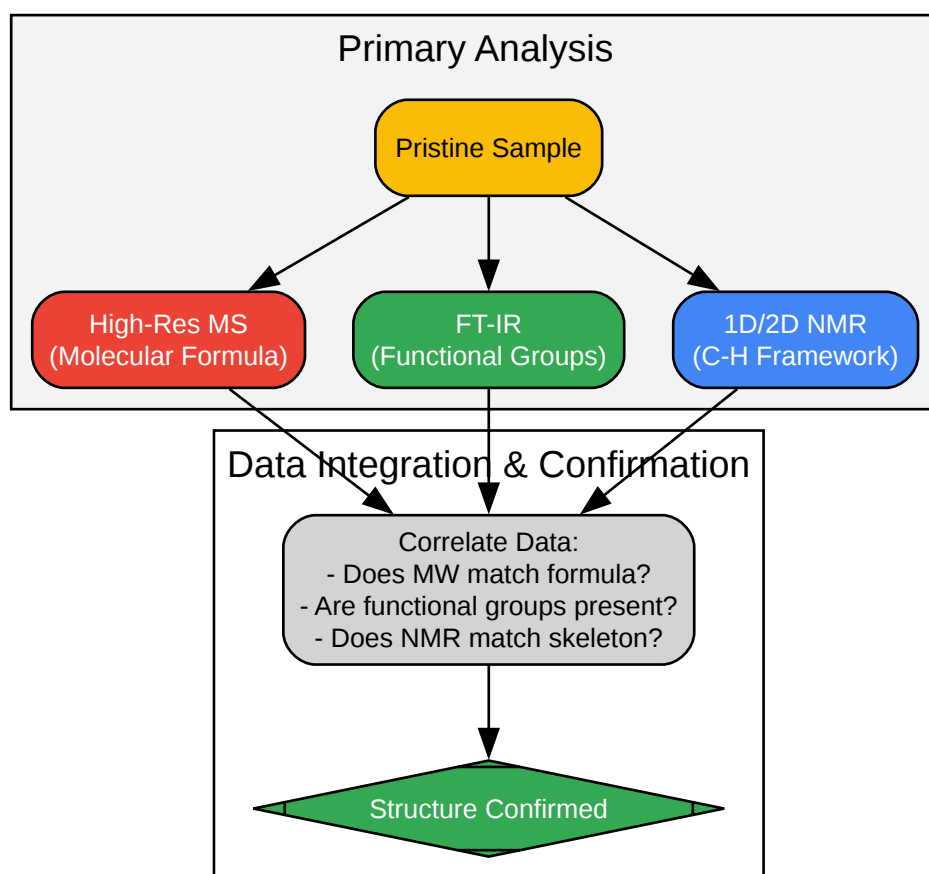 Primary Analysis
Pristine Sample
High-Res MS
(Molecular Formula)
FT-IR
(Functional Groups)
1D/2D NMR
(C-H Framework)
Data Integration & Confirmation
Correlate Data:
- Does MW match formula?
- Are functional groups present?
- Does NMR match skeleton?
Structure Confirmed